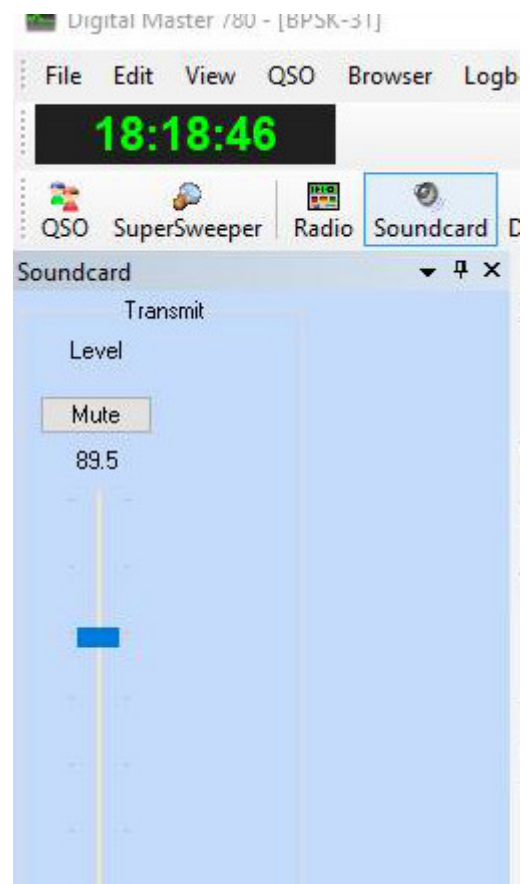 Digital Master 780 - [BPSK-31]
File Edit View QSO Browser Logb
18:18:46
QSO SuperSweeper Radio Soundcard D
Soundcard
Transmit
Level
Mute
89.5